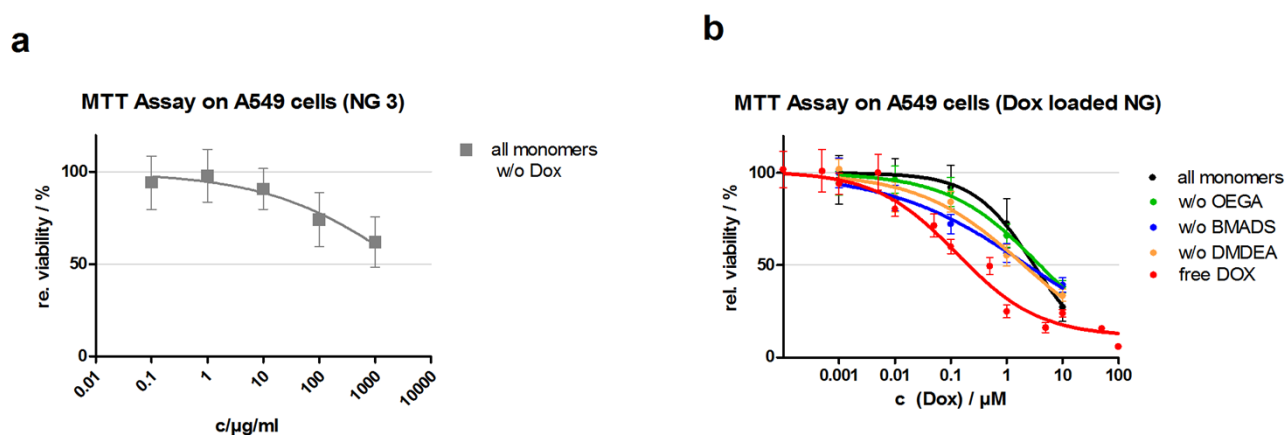 a
MTT Assay on A549 cells (NG 3)
re. viability / %
100
50
0
0.01
0.1
1
10
100
1000
10000
c/µg/ml
all monomers
w/o Dox
b
MTT Assay on A549 cells (Dox loaded NG)
rel. viability / %
100
50
0
0.001
0.01
0.1
1
10
100
c (Dox) / µM
all monomers
w/o OEGA
w/o BMADS
w/o DMDEA
free DOX